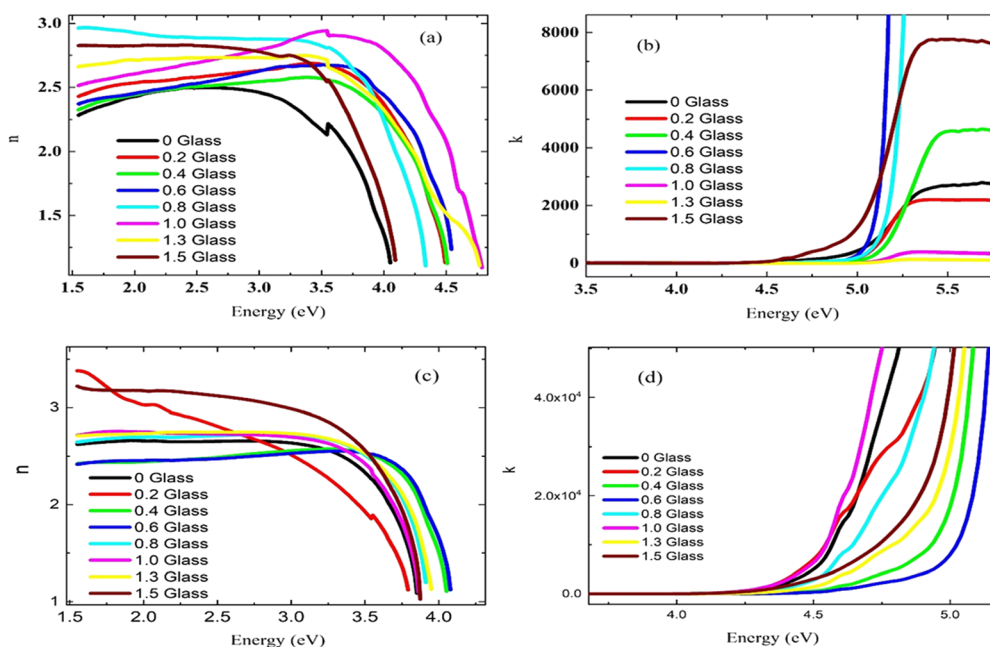 (a)
n
3.0
2.5
2.0
1.5
0 Glass
0.2 Glass
0.4 Glass
0.6 Glass
0.8 Glass
1.0 Glass
1.3 Glass
1.5 Glass
1.5 2.0 2.5 3.0 3.5 4.0 4.5
Energy (eV)
(b)
k
8000
6000
4000
2000
0
0 Glass
0.2 Glass
0.4 Glass
0.6 Glass
0.8 Glass
1.0 Glass
1.3 Glass
1.5 Glass
3.5 4.0 4.5 5.0 5.5
Energy (eV)
(c)
n
3
2
1
0 Glass
0.2 Glass
0.4 Glass
0.6 Glass
0.8 Glass
1.0 Glass
1.3 Glass
1.5 Glass
1.5 2.0 2.5 3.0 3.5 4.0
Energy (eV)
(d)
k
4.0x10⁴
2.0x10⁴
0.0
0 Glass
0.2 Glass
0.4 Glass
0.6 Glass
0.8 Glass
1.0 Glass
1.3 Glass
1.5 Glass
4.0 4.5 5.0
Energy (eV)